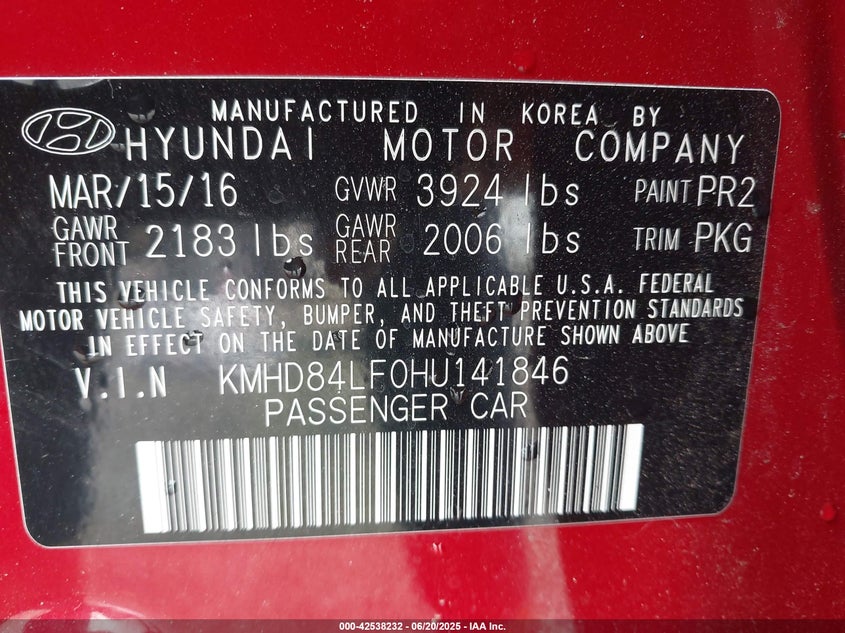 MANUFACTURED IN KOREA BY
HYUNDAI MOTOR COMPANY
MAR/15/16 GVWR 3924 lbs PAINT PR2
GAWR FRONT 2183 lbs GAWR REAR 2006 lbs TRIM PKG
THIS VEHICLE CONFORMS TO ALL APPLICABLE U.S.A. FEDERAL
MOTOR VEHICLE SAFETY, BUMPER, AND THEFT PREVENTION STANDARDS
IN EFFECT ON THE DATE OF MANUFACTURE SHOWN ABOVE
V.I.N KMHD84LF0HU141846
PASSENGER CAR
000-42538232 - 06/20/2025 - IAA Inc.